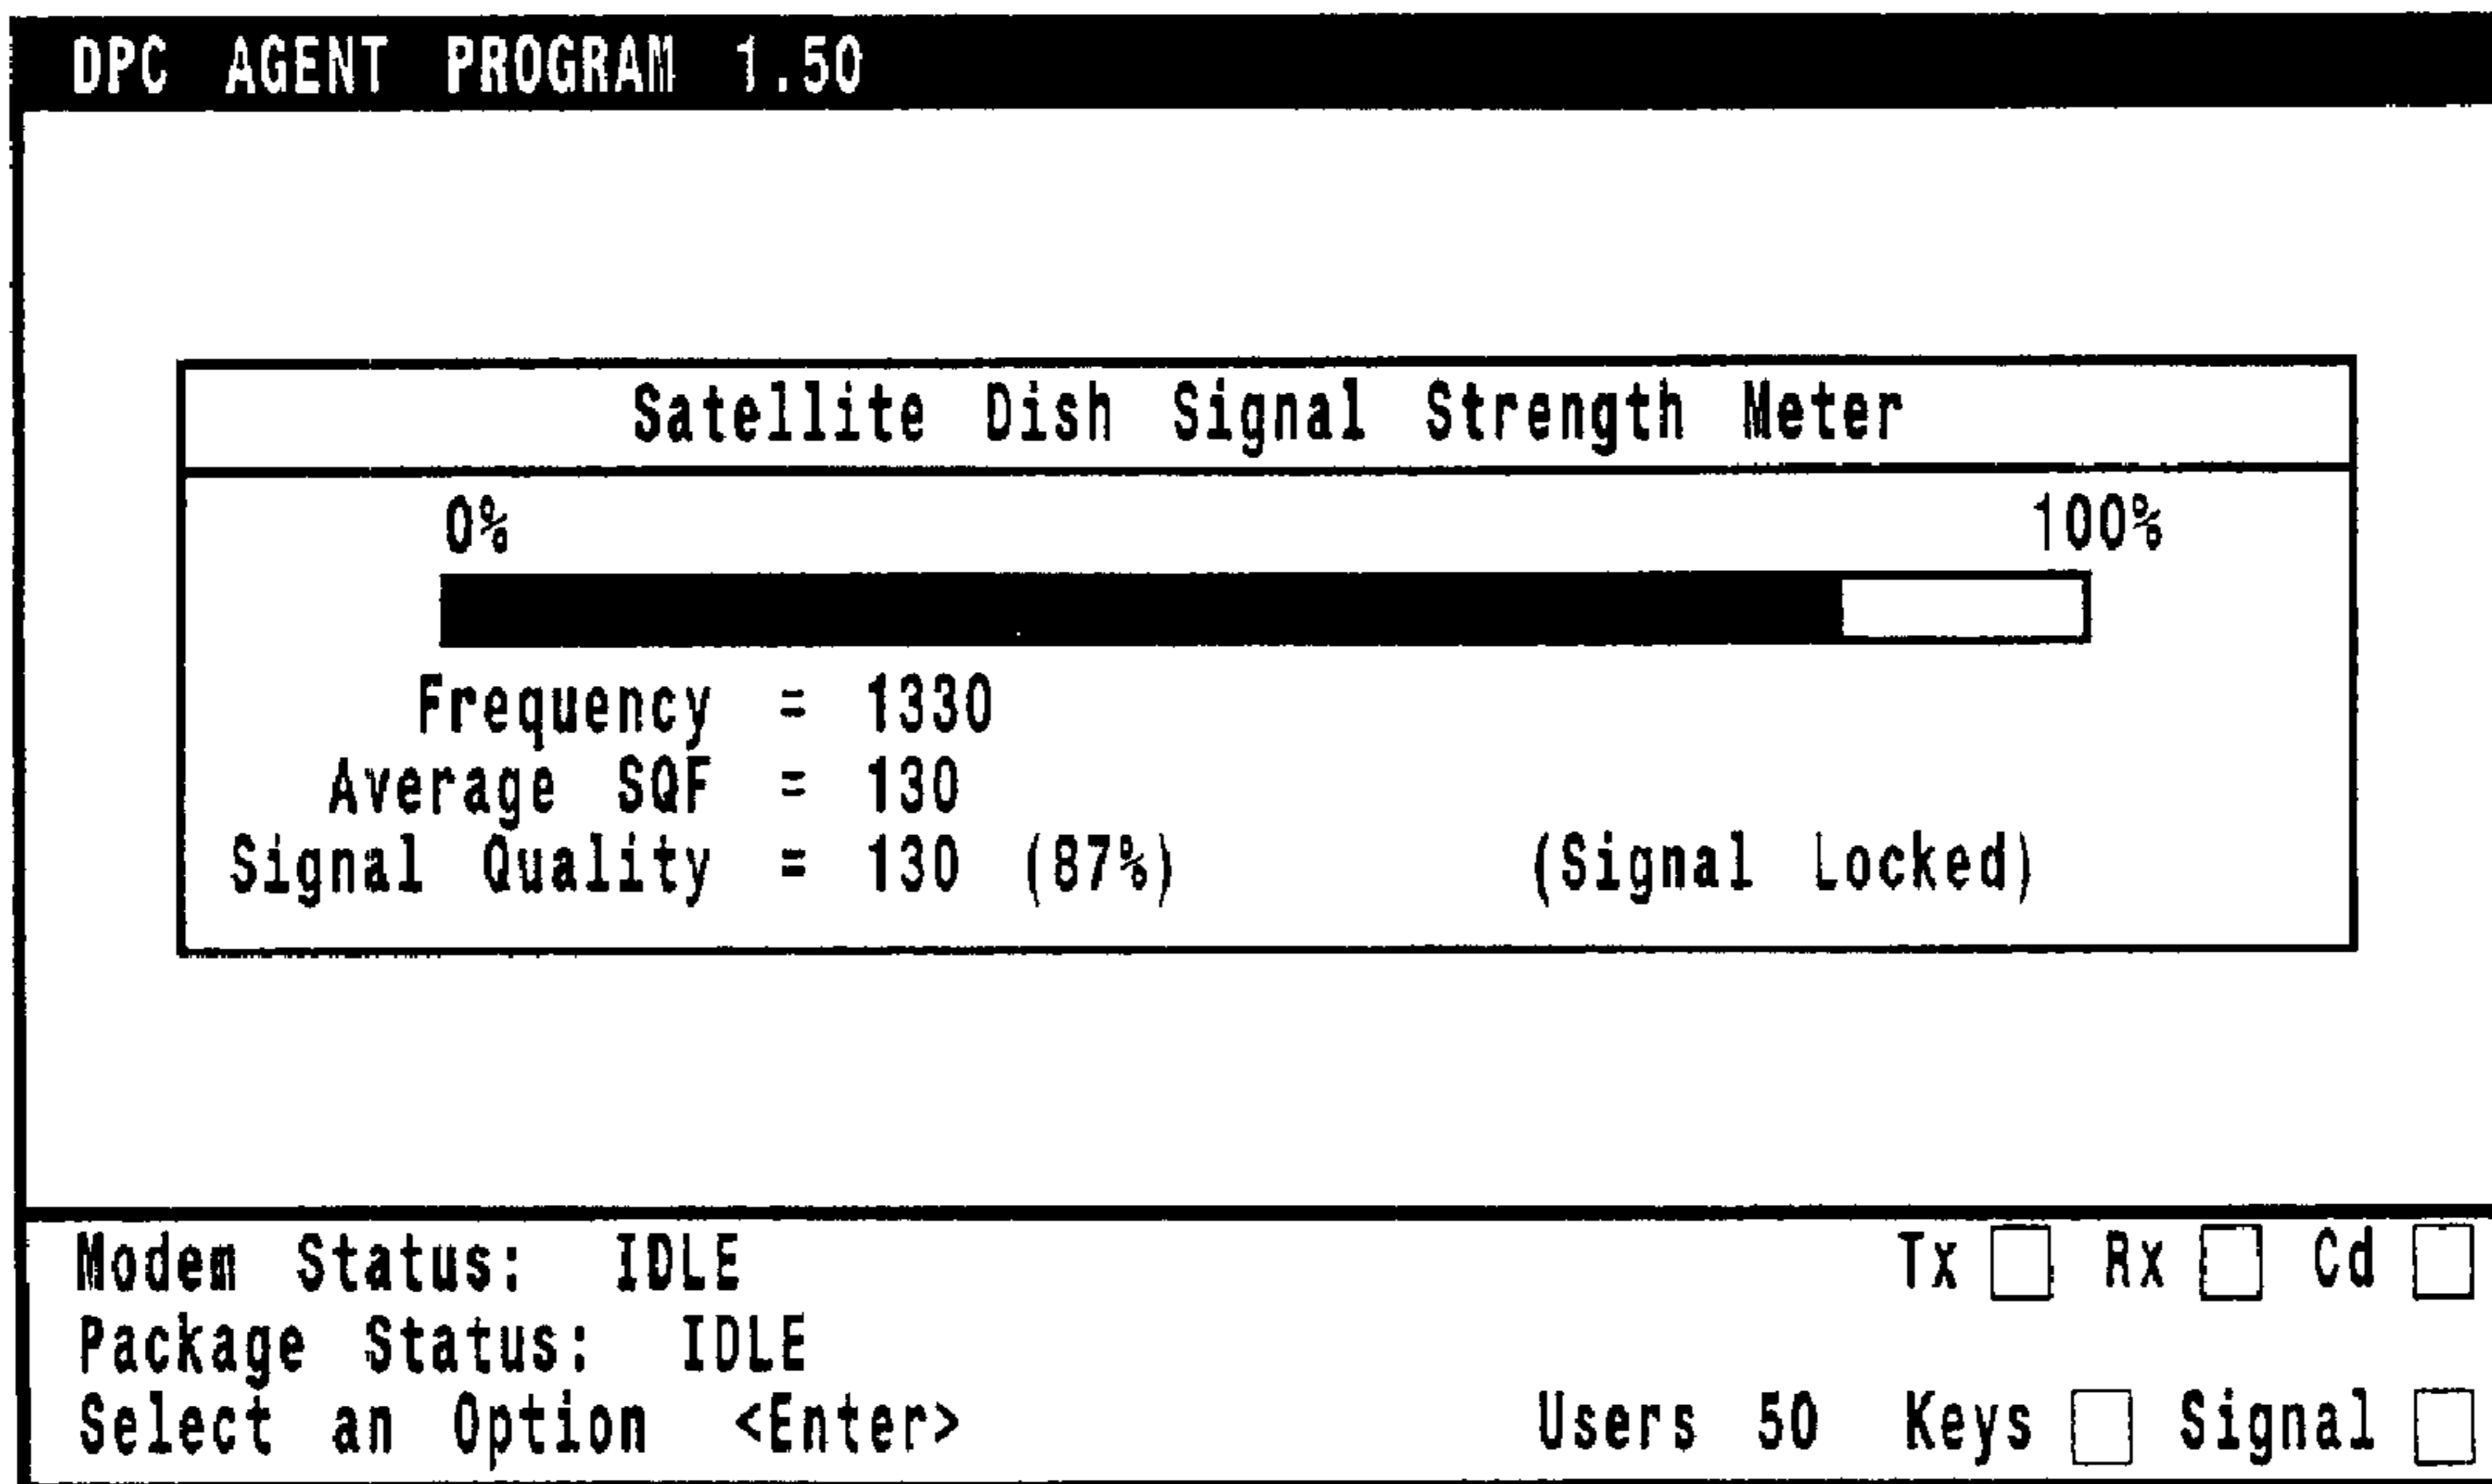 DPC AGENT PROGRAM 1.50
Satellite Dish Signal Strength Meter
0% 100%
Frequency = 1330
Average SQF = 130
Signal Quality = 130 (87%) (Signal Locked)
Modem Status: IDLE Tx Rx Cd
Package Status: IDLE
Select an Option <Enter> Users 50 Keys Signal